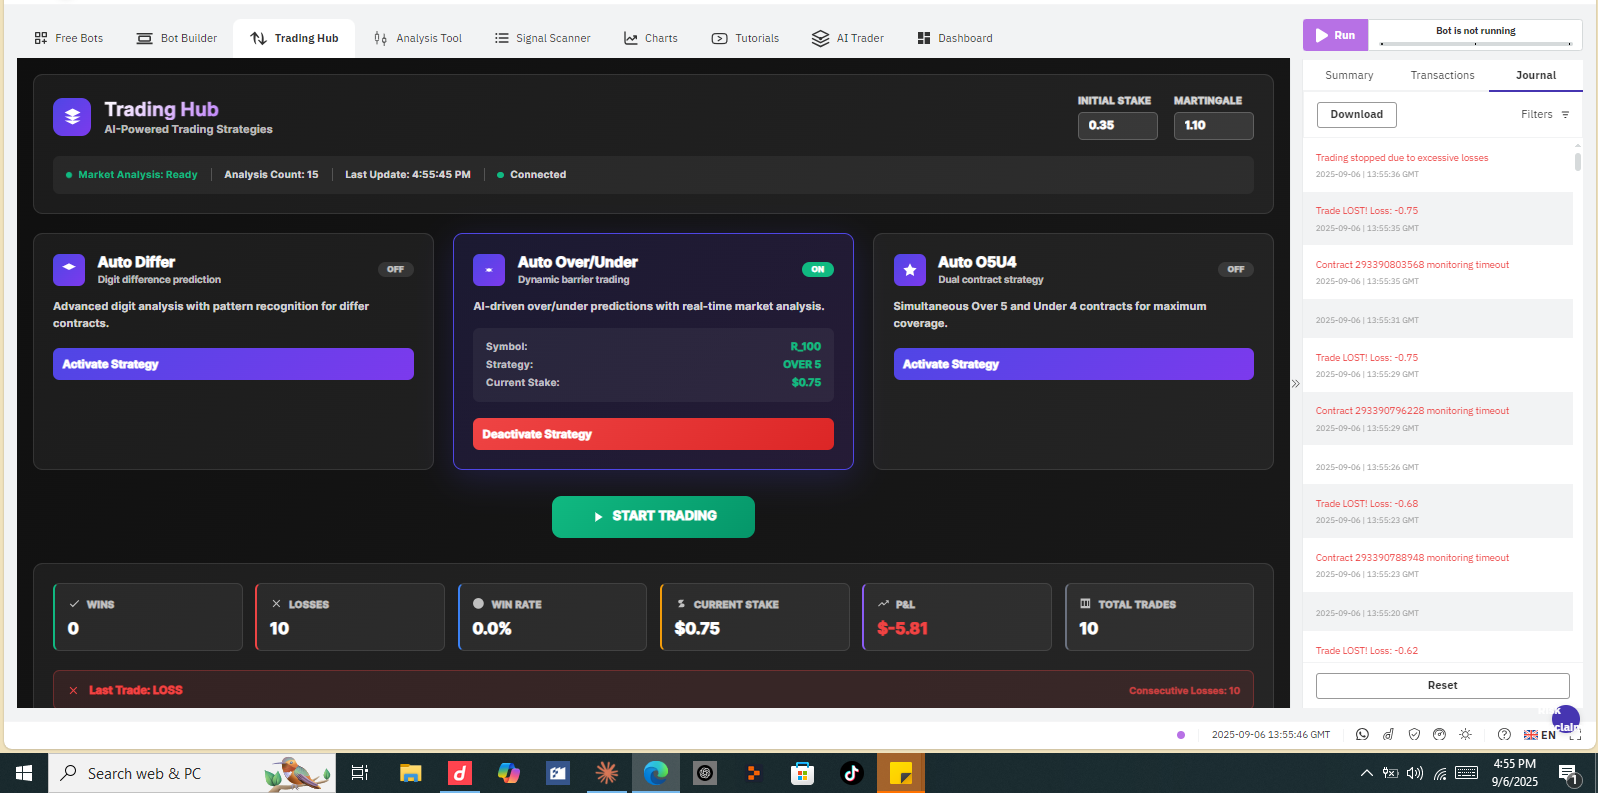 Free Bots
Bot Builder
Trading Hub
Analysis Tool
Signal Scanner
Charts
Tutorials
AI Trader
Dashboard
Run
Bot is not running
Trading Hub
AI-Powered Trading Strategies
INITIAL STAKE
MARTINGALE
0.35
1.10
Market Analysis: Ready
Analysis Count: 15
Last Update: 4:55:45 PM
Connected
Auto Differ
Digit difference prediction
OFF
Advanced digit analysis with pattern recognition for differ
contracts.
Activate Strategy
Auto Over/Under
Dynamic barrier trading
ON
AI-driven over/under predictions with real-time market analysis.
Symbol: R_100
Strategy: OVER 5
Current Stake: $0.75
Deactivate Strategy
Auto O5U4
Dual contract strategy
OFF
Simultaneous Over 5 and Under 4 contracts for maximum
coverage.
Activate Strategy
START TRADING
WINS
0
LOSSES
10
WIN RATE
0.0%
CURRENT STAKE
$0.75
P&L
$-5.81
TOTAL TRADES
10
Last Trade: LOSS
Consecutive Losses: 10
Summary
Transactions
Journal
Download
Filters
Trading stopped due to excessive losses
2025-09-06 | 13:55:36 GMT
Trade LOST! Loss: -0.75
2025-09-06 | 13:55:35 GMT
Contract 293390803568 monitoring timeout
2025-09-06 | 13:55:35 GMT
2025-09-06 | 13:55:31 GMT
Trade LOST! Loss: -0.75
2025-09-06 | 13:55:29 GMT
Contract 293390796228 monitoring timeout
2025-09-06 | 13:55:29 GMT
2025-09-06 | 13:55:26 GMT
Trade LOST! Loss: -0.68
2025-09-06 | 13:55:23 GMT
Contract 293390788948 monitoring timeout
2025-09-06 | 13:55:23 GMT
2025-09-06 | 13:55:20 GMT
Trade LOST! Loss: -0.62
Reset
2025-09-06 13:55:46 GMT
EN
Search web & PC
4:55 PM
9/6/2025
1